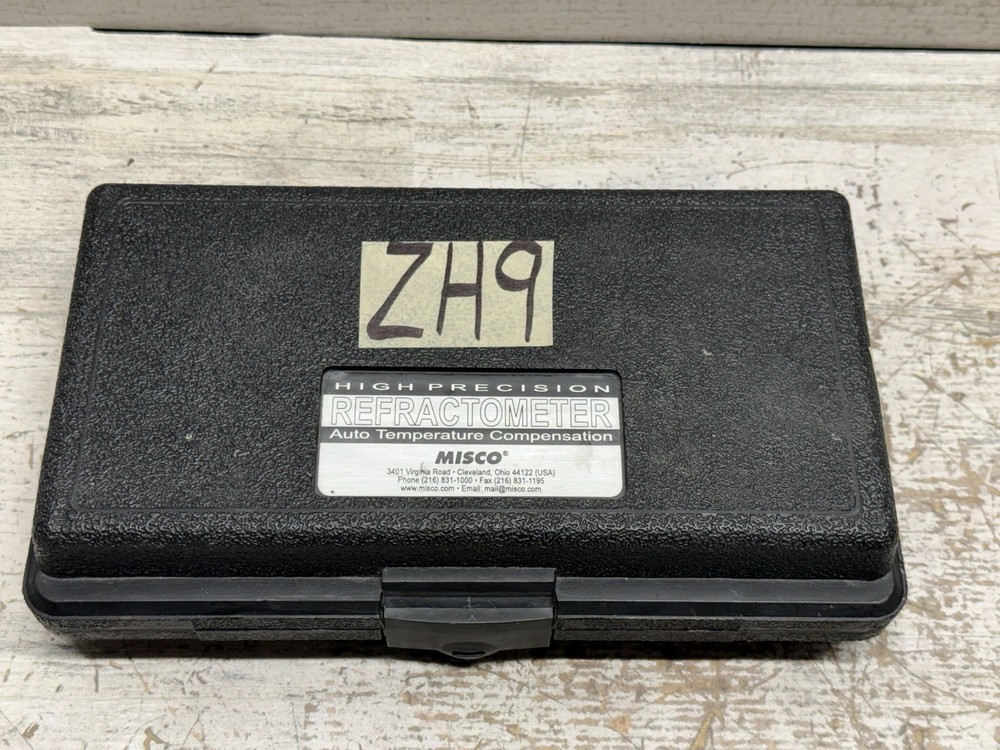 ZH9
HIGH PRECISION
REFRACTOMETER
Auto Temperature Compensation
MISCO®
3401 Virginia Road • Cleveland, Ohio 44122 (USA)
Phone (216) 831-1000 • Fax (216) 831-1195
www.misco.com • Email: mail@misco.com